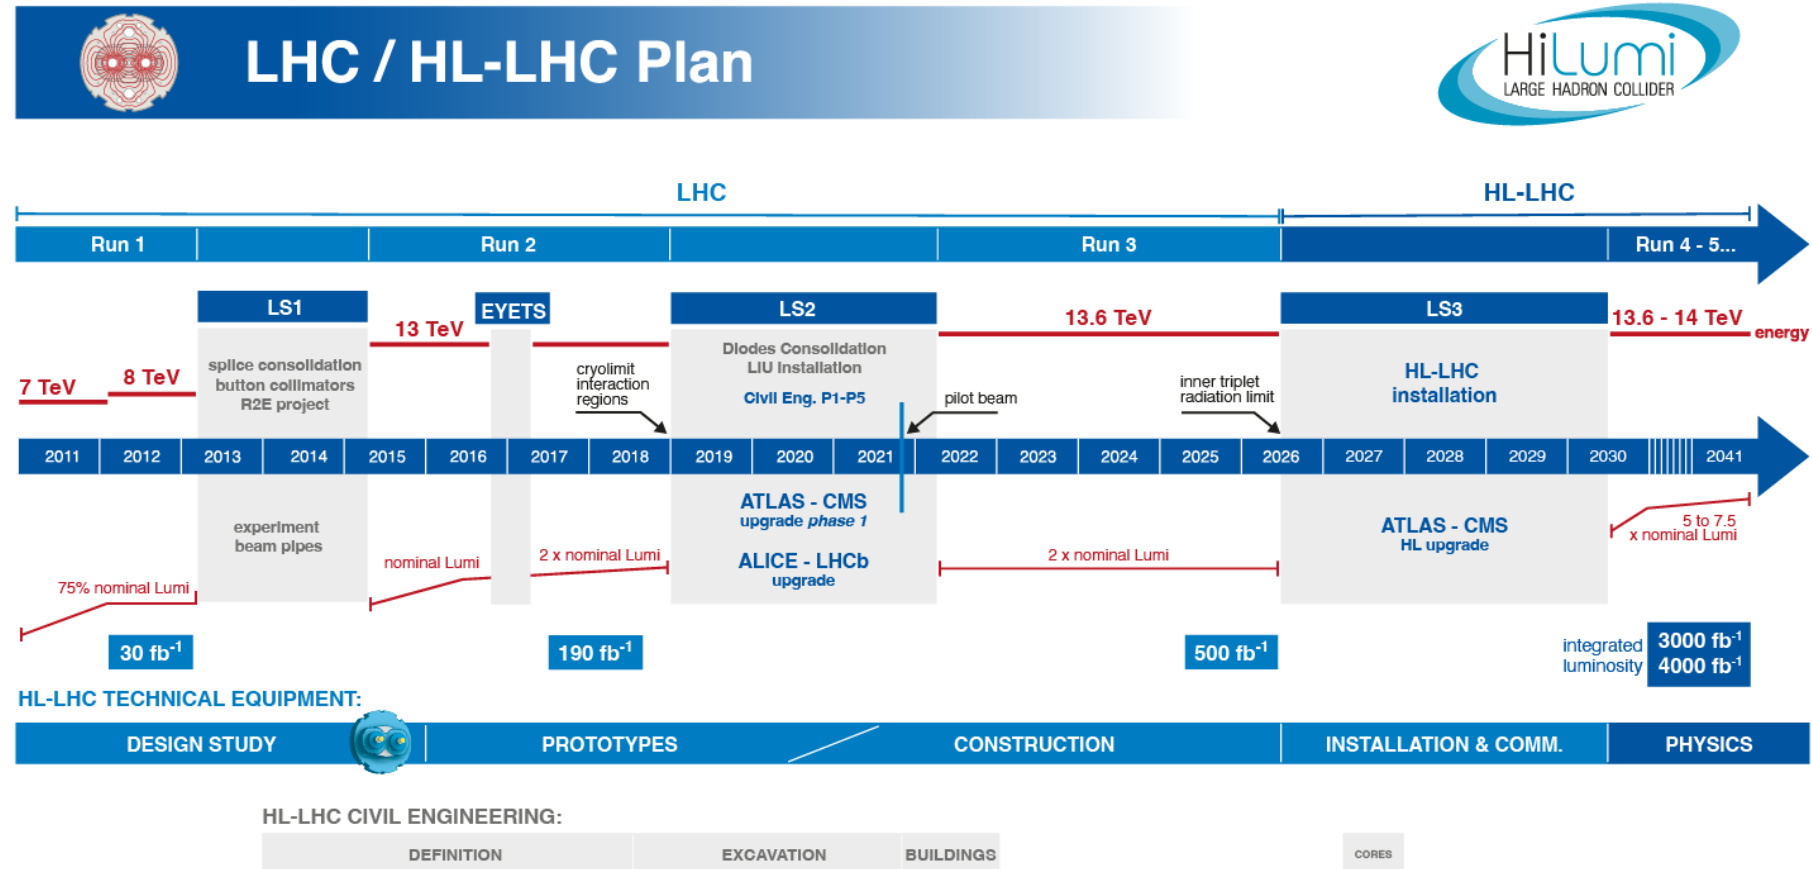 LHC / HL-LHC Plan
HiLumi
LARGE HADRON COLLIDER
LHC
HL-LHC
Run 1
Run 2
Run 3
Run 4 - 5...
LS1
EYETS
LS2
LS3
7 TeV
8 TeV
13 TeV
13.6 TeV
13.6 - 14 TeV
energy
splice consolidation
button collimators
R2E project
cryolimit
interaction
regions
Diodes Consolidation
LIU Installation
Civil Eng. P1-P5
pilot beam
inner triplet
radiation limit
HL-LHC
installation
2011 2012 2013 2014 2015 2016 2017 2018 2019 2020 2021 2022 2023 2024 2025 2026 2027 2028 2029 2030 2041
experiment
beam pipes
ATLAS - CMS
upgrade phase 1
ALICE - LHCb
upgrade
ATLAS - CMS
HL upgrade
75% nominal Lumi
nominal Lumi
2 x nominal Lumi
2 x nominal Lumi
5 to 7.5
x nominal Lumi
30 fb⁻¹
190 fb⁻¹
500 fb⁻¹
integrated
luminosity
3000 fb⁻¹
4000 fb⁻¹
HL-LHC TECHNICAL EQUIPMENT:
DESIGN STUDY
PROTOTYPES
CONSTRUCTION
INSTALLATION & COMM.
PHYSICS
HL-LHC CIVIL ENGINEERING:
DEFINITION
EXCAVATION
BUILDINGS
CORES